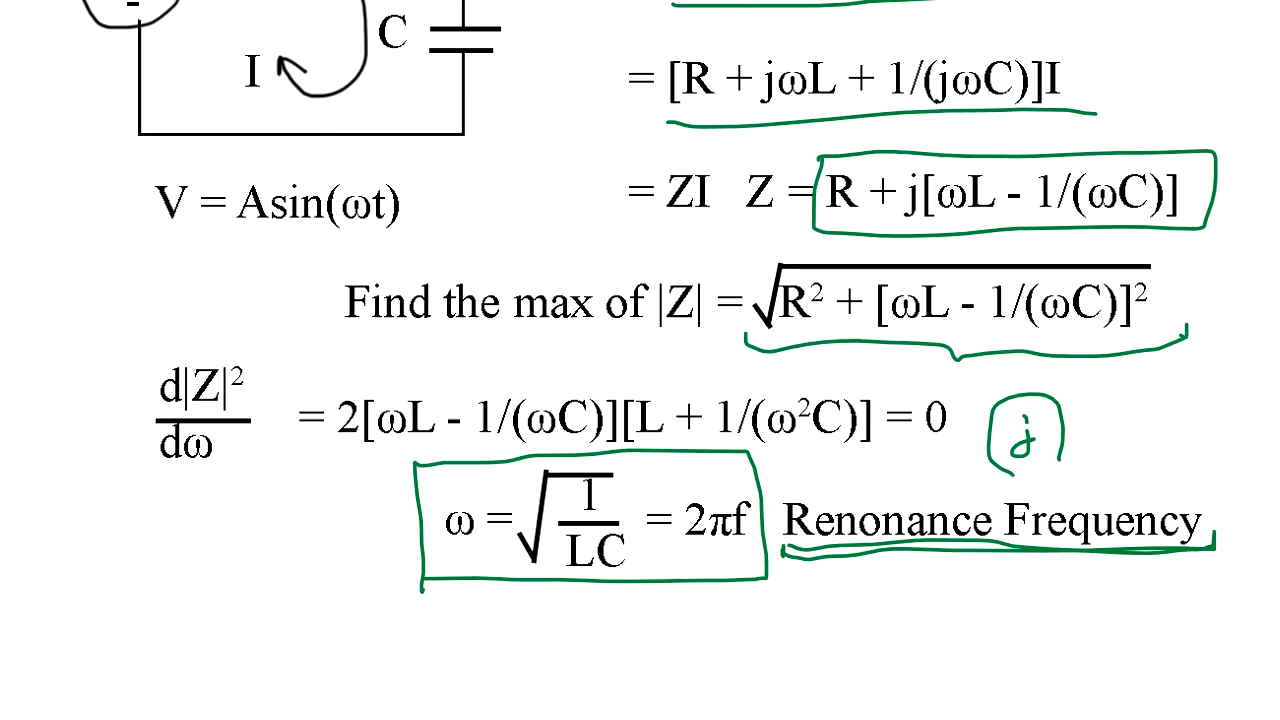 -
C
I
= [R + jωL + 1/(jωC)]I
V = Asin(ωt)
= ZI Z = R + j[ωL - 1/(ωC)]
Find the max of |Z| = √R² + [ωL - 1/(ωC)]²
d|Z|²
dω
= 2[ωL - 1/(ωC)][L + 1/(ω²C)] = 0
j
ω = √1/LC = 2πf Renonance Frequency